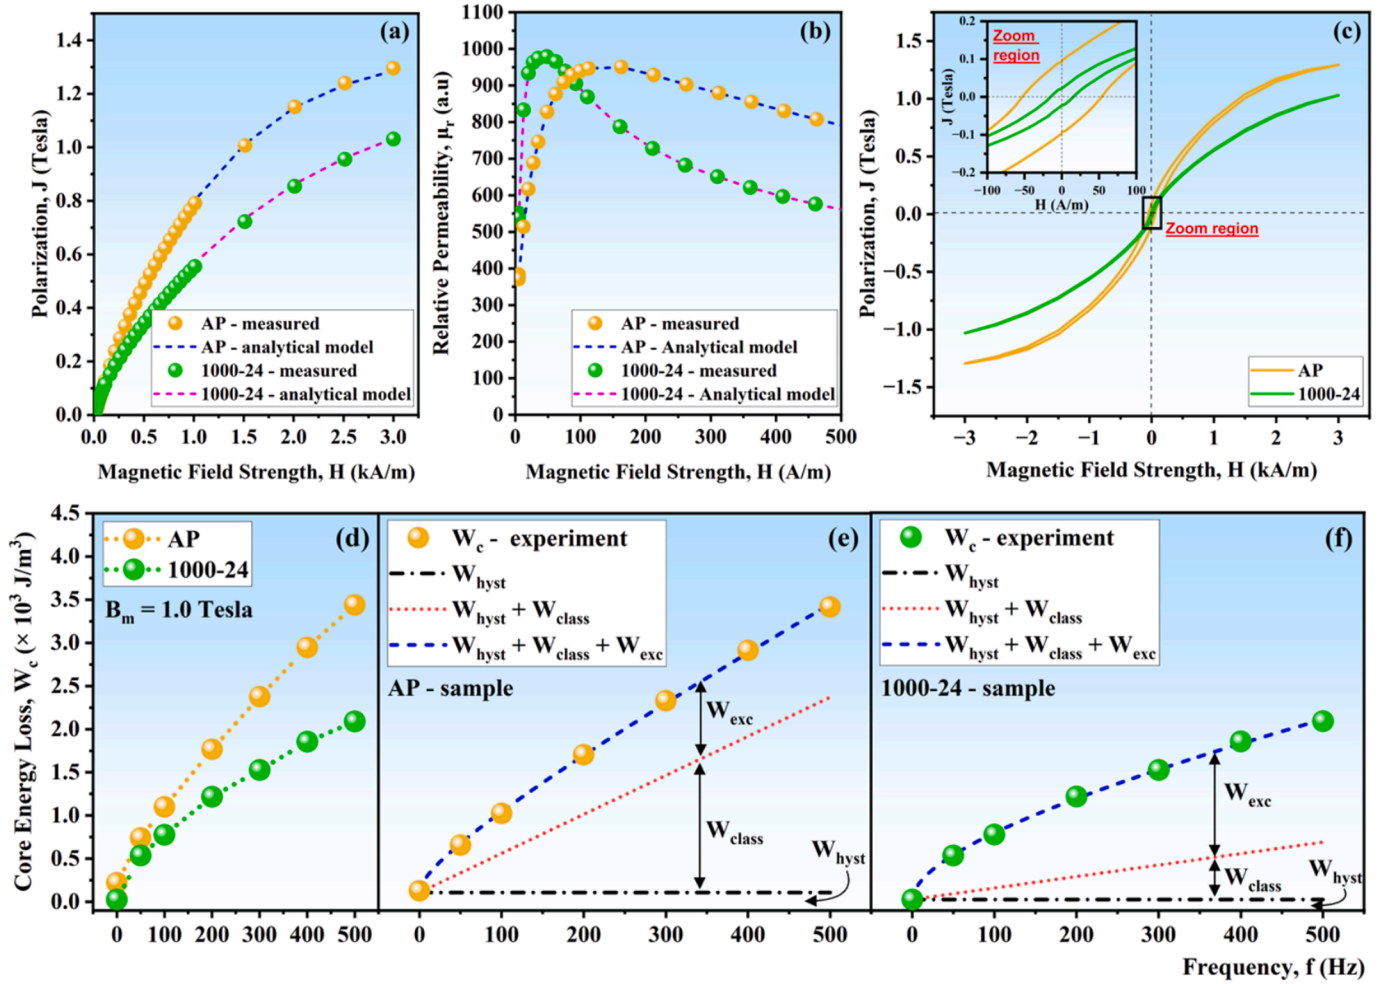 (a)
1.4
1.2
1.0
0.8
0.6
0.4
0.2
0.0
Polarization, J (Tesla)
AP - measured
AP - analytical model
1000-24 - measured
1000-24 - analytical model
0.0 0.5 1.0 1.5 2.0 2.5 3.0
Magnetic Field Strength, H (kA/m)
(b)
1100
1000
900
800
700
600
500
400
300
200
100
0
Relative Permeability, μr (a.u)
AP - measured
AP - Analytical model
1000-24 - measured
1000-24 - Analytical model
0 100 200 300 400 500
Magnetic Field Strength, H (A/m)
(c)
1.5
1.0
0.5
0.0
−0.5
−1.0
−1.5
Polarization, J (Tesla)
0.2
0.1
0.0
−0.1
−0.2
J (Tesla)
Zoom
region
−100 −50 0 50 100
H (A/m)
Zoom region
AP
1000-24
−3 −2 −1 0 1 2 3
Magnetic Field Strength, H (kA/m)
(d)
4.5
4.0
3.5
3.0
2.5
2.0
1.5
1.0
0.5
0.0
Core Energy Loss, Wc (× 10³ J/m³)
AP
1000-24
Bm = 1.0 Tesla
0 100 200 300 400 500
(e)
Wc - experiment
Whyst
Whyst + Wclass
Whyst + Wclass + Wexc
AP - sample
Wexc
Wclass
Whyst
0 100 200 300 400 500
(f)
Wc - experiment
Whyst
Whyst + Wclass
Whyst + Wclass + Wexc
1000-24 - sample
Wexc
Wclass
Whyst
0 100 200 300 400 500
Frequency, f (Hz)